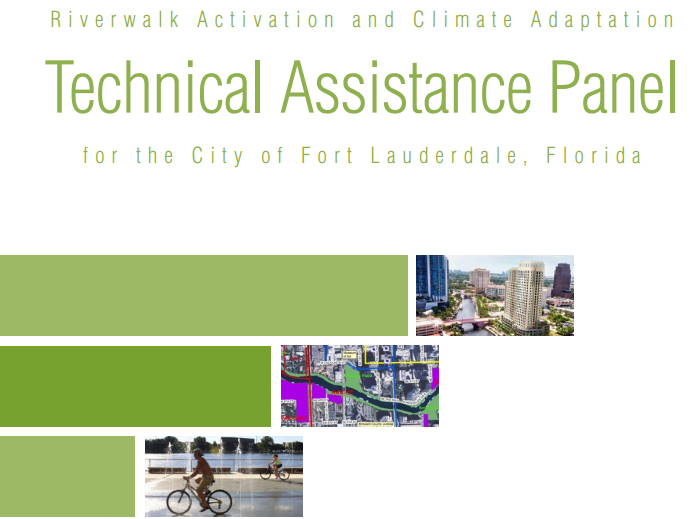 Riverwalk Activation and Climate Adaptation
Technical Assistance Panel
for the City of Fort Lauderdale, Florida